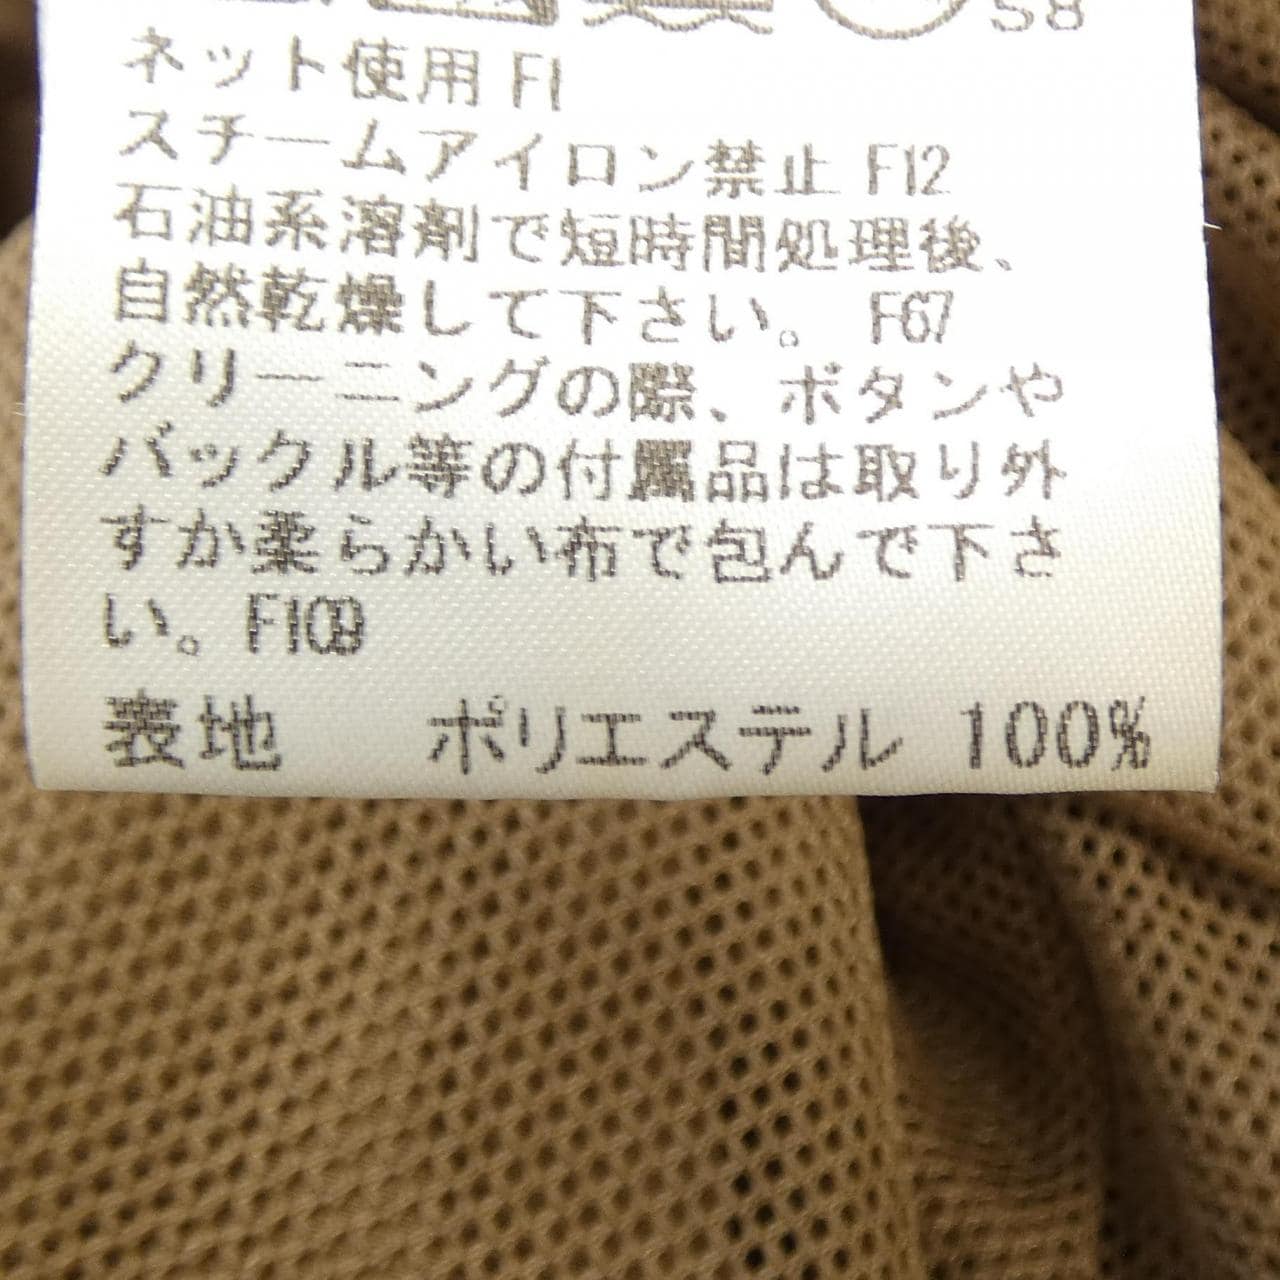 S8
ネット使用 F1
スチームアイロン禁止 F12
石油系溶剤で短時間処理後、
自然乾燥して下さい。 F67
クリーニングの際、ボタンや
バックル等の付属品は取り外
すか柔らかい布で包んで下さ
い。F109
表地 ポリエステル 100%